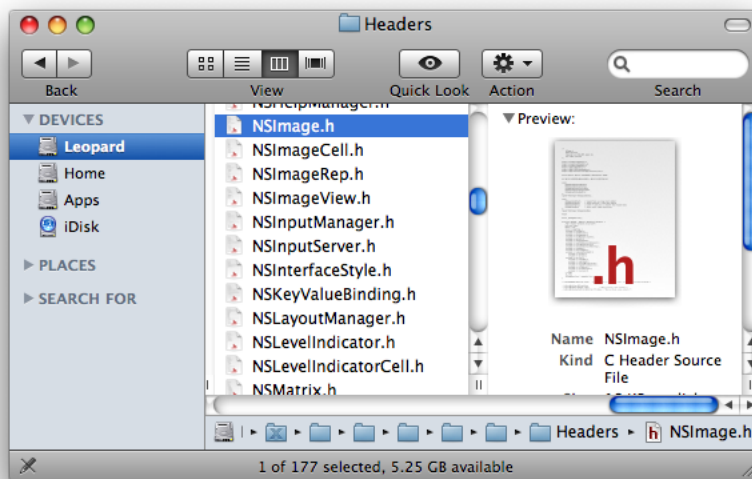 Headers
Back
View
Quick Look
Action
Search
DEVICES
Leopard
Home
Apps
iDisk
PLACES
SEARCH FOR
NSHelpManager.h
NSImage.h
NSImageCell.h
NSImageRep.h
NSImageView.h
NSInputManager.h
NSInputServer.h
NSInterfaceStyle.h
NSKeyValueBinding.h
NSLayoutManager.h
NSLevelIndicator.h
NSLevelIndicatorCell.h
NSMatrix.h
Preview:
.h
Name NSImage.h
Kind C Header Source
File
Headers
h NSImage.h
1 of 177 selected, 5.25 GB available